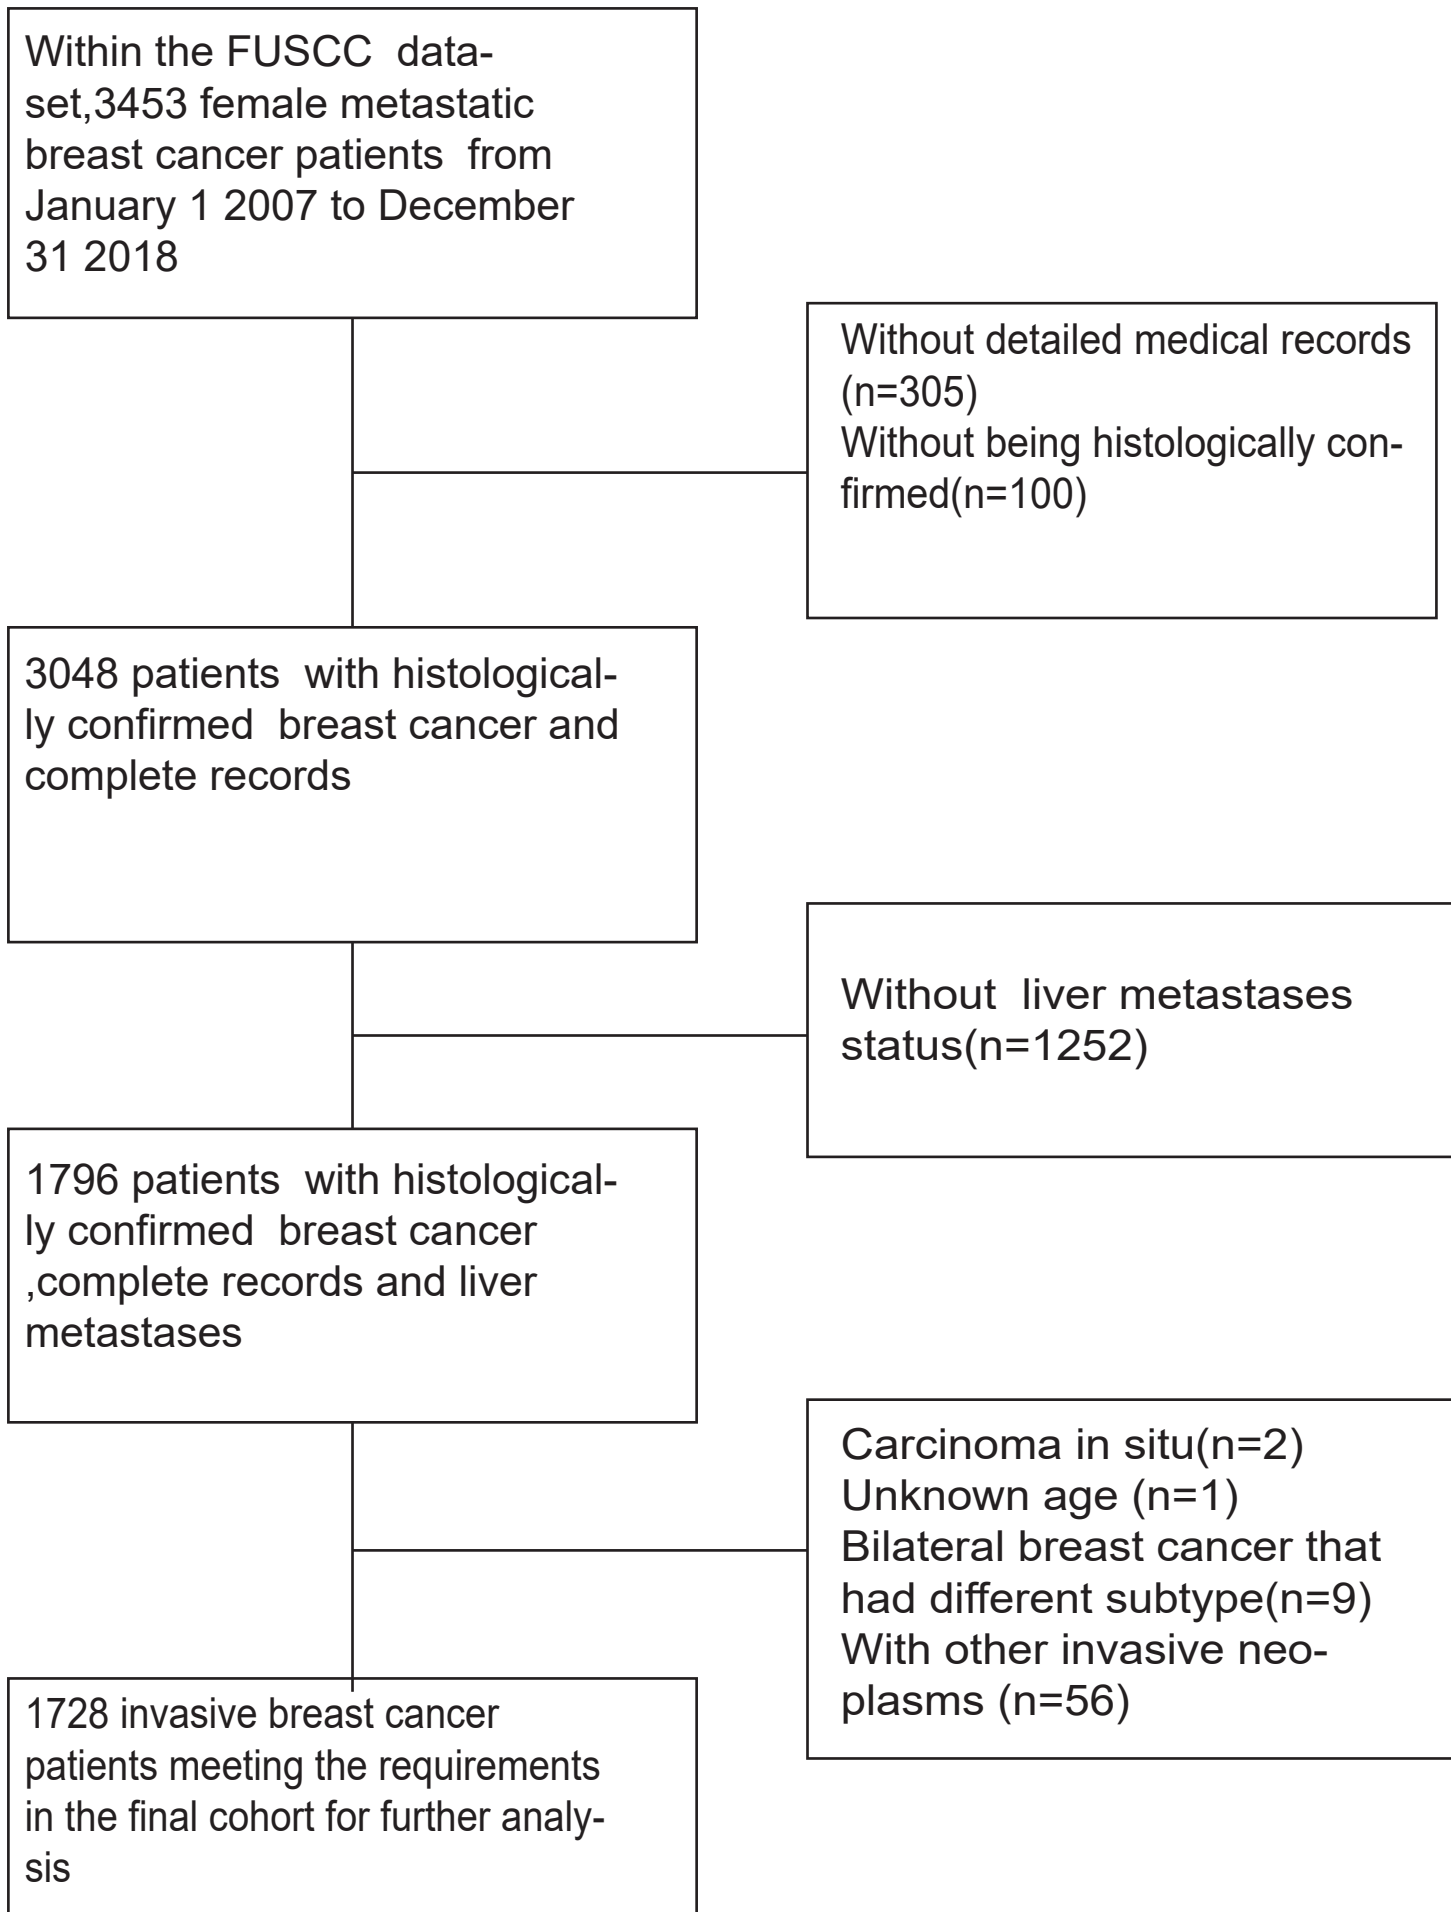 Within the FUSCC  data-
set,3453 female metastatic
breast cancer patients  from
January 1 2007 to December
31 2018
Without detailed medical records
(n=305)
Without being histologically con-
firmed(n=100)
3048 patients  with histological-
ly confirmed  breast cancer and
complete records
Without  liver metastases
status(n=1252)
1796 patients  with histological-
ly confirmed  breast cancer
,complete records and liver
metastases
Carcinoma in situ(n=2)
Unknown age (n=1)
Bilateral breast cancer that
had different subtype(n=9)
With other invasive neo-
plasms (n=56)
1728 invasive breast cancer
patients meeting the requirements
in the final cohort for further analy-
sis